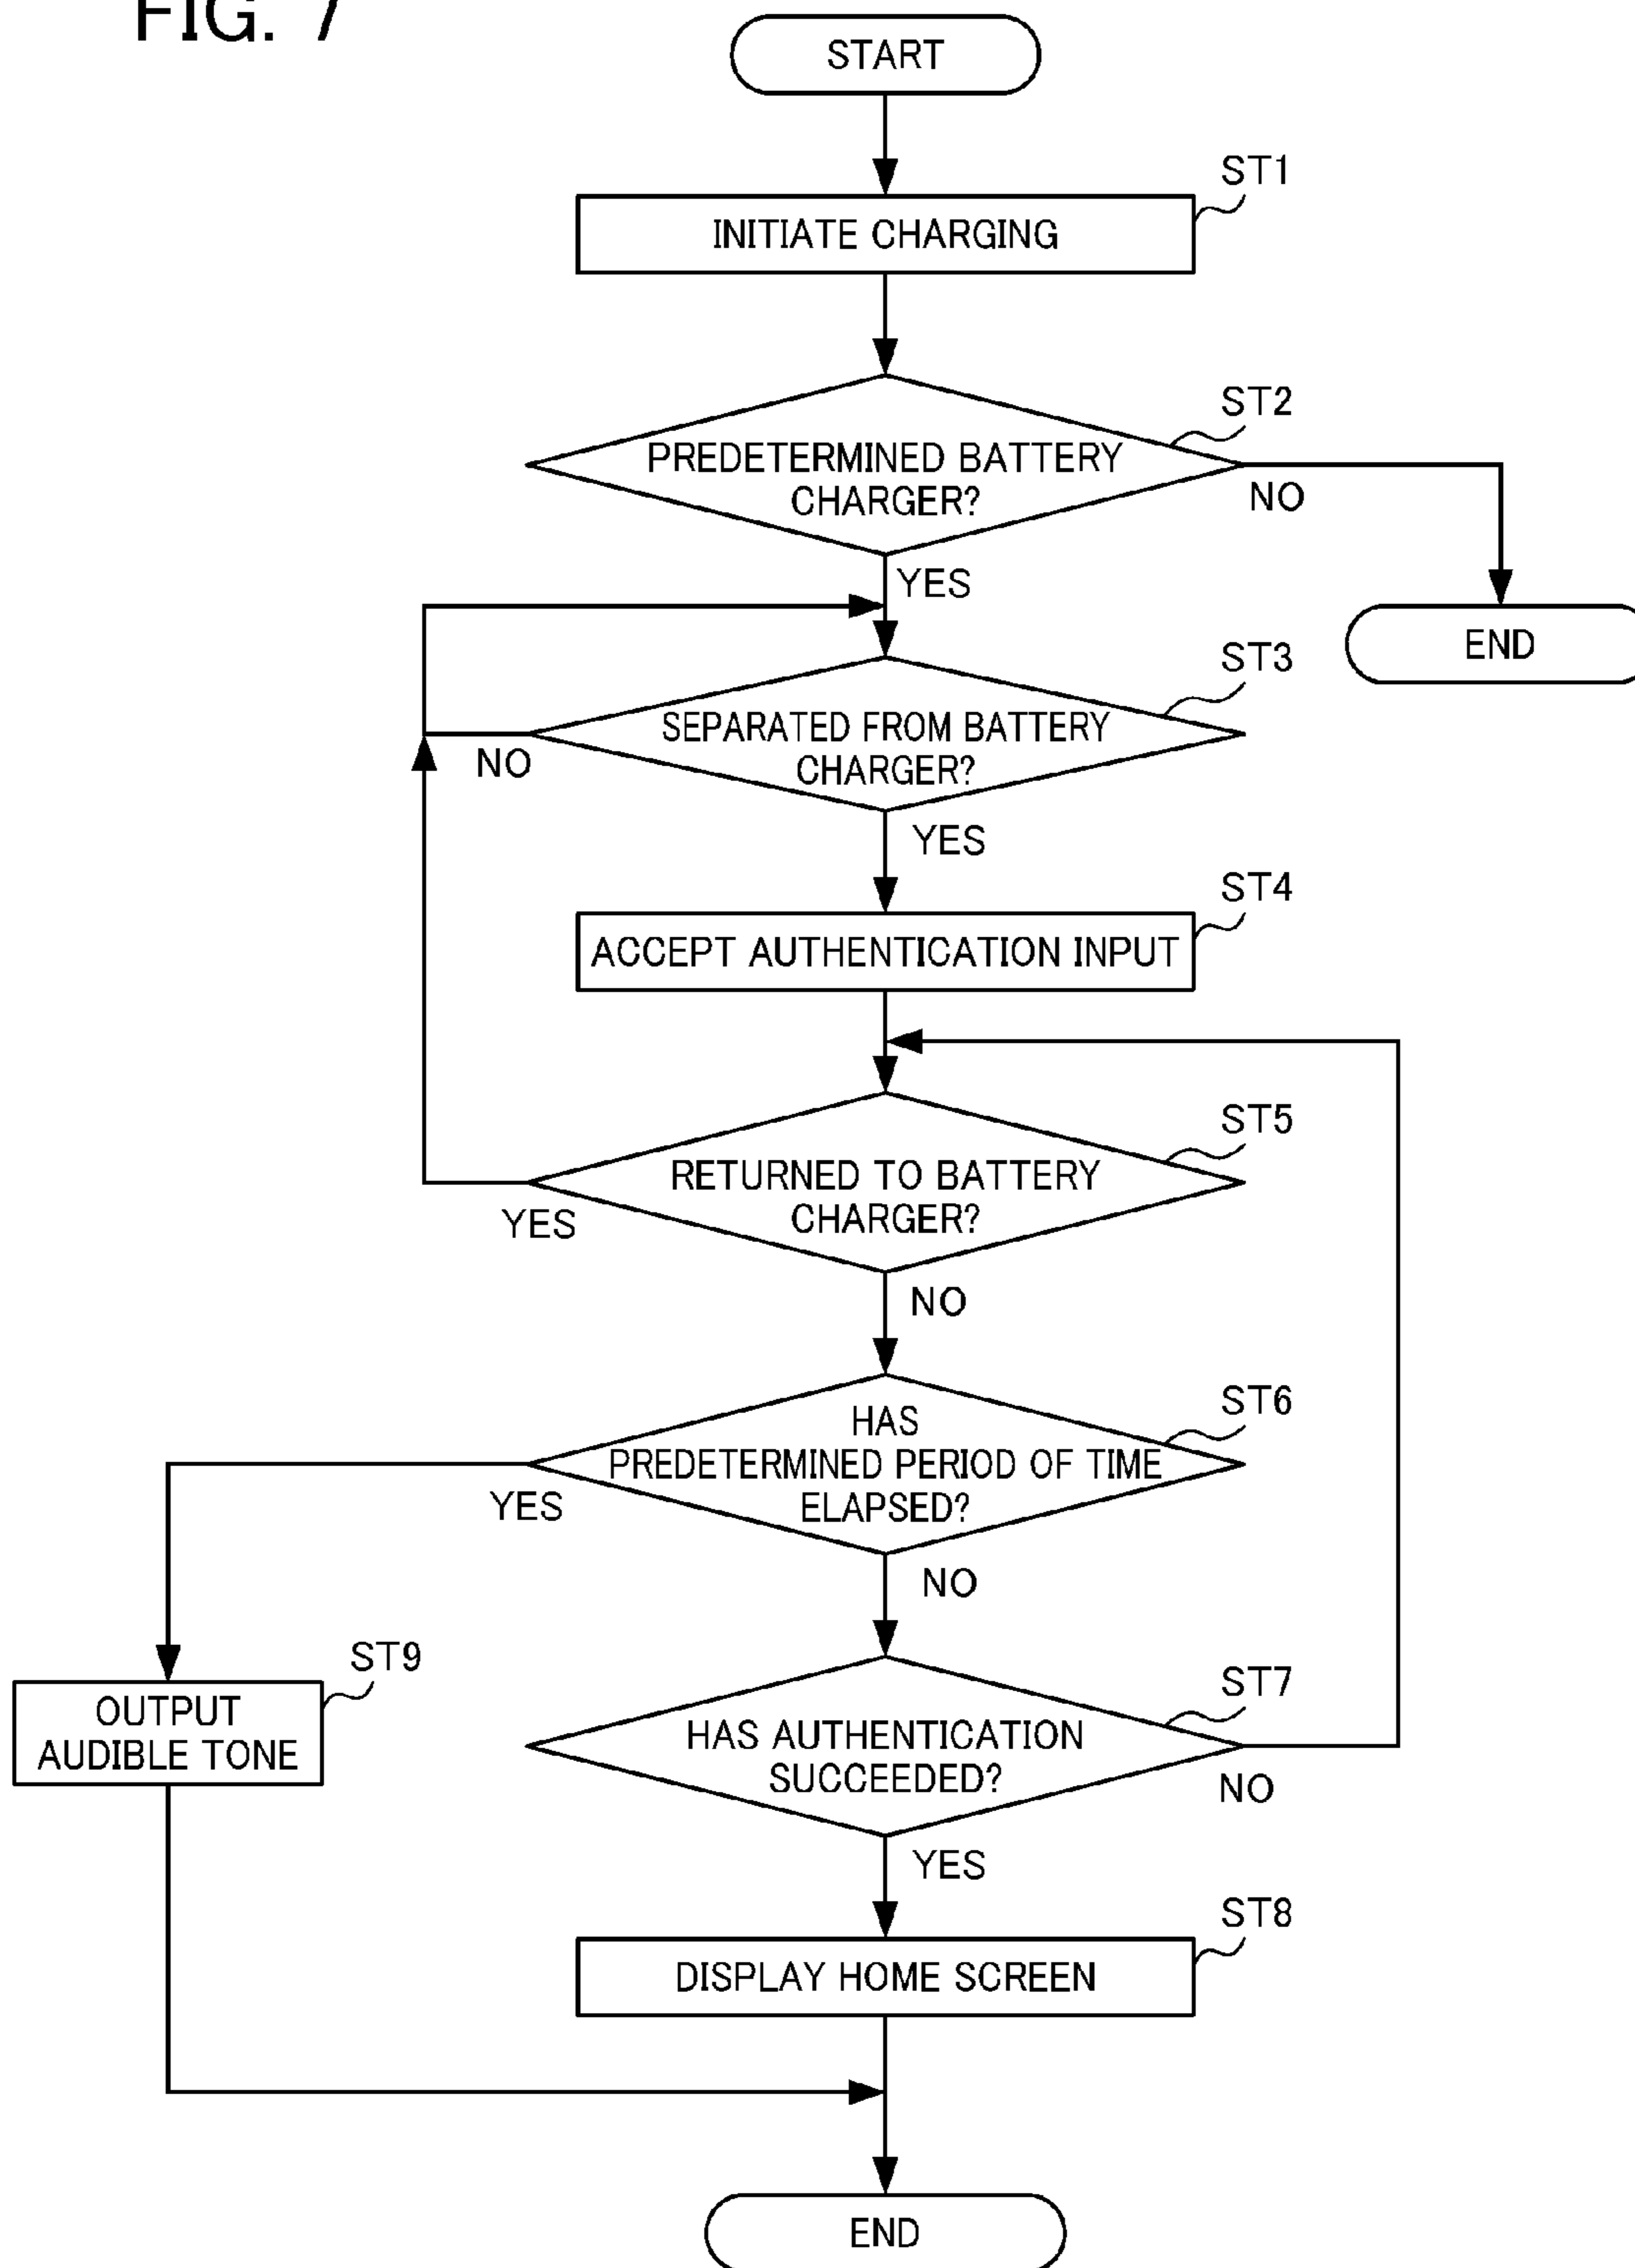 FIG. 7
START
ST1
INITIATE CHARGING
ST2
PREDETERMINED BATTERY
CHARGER?
NO
YES
END
ST3
SEPARATED FROM BATTERY
CHARGER?
NO
YES
ST4
ACCEPT AUTHENTICATION INPUT
ST5
RETURNED TO BATTERY
CHARGER?
YES
NO
ST6
HAS
PREDETERMINED PERIOD OF TIME
ELAPSED?
YES
NO
ST9
OUTPUT
AUDIBLE TONE
ST7
HAS AUTHENTICATION
SUCCEEDED?
NO
YES
ST8
DISPLAY HOME SCREEN
END